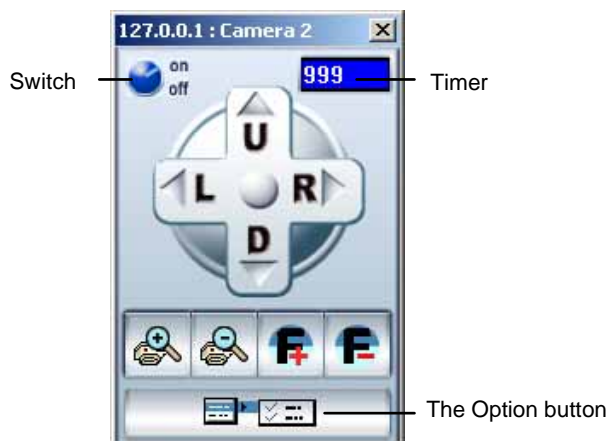 127.0.0.1 : Camera 2
Switch
on
off
999
Timer
U
L
R
D
F+
F-
The Option button